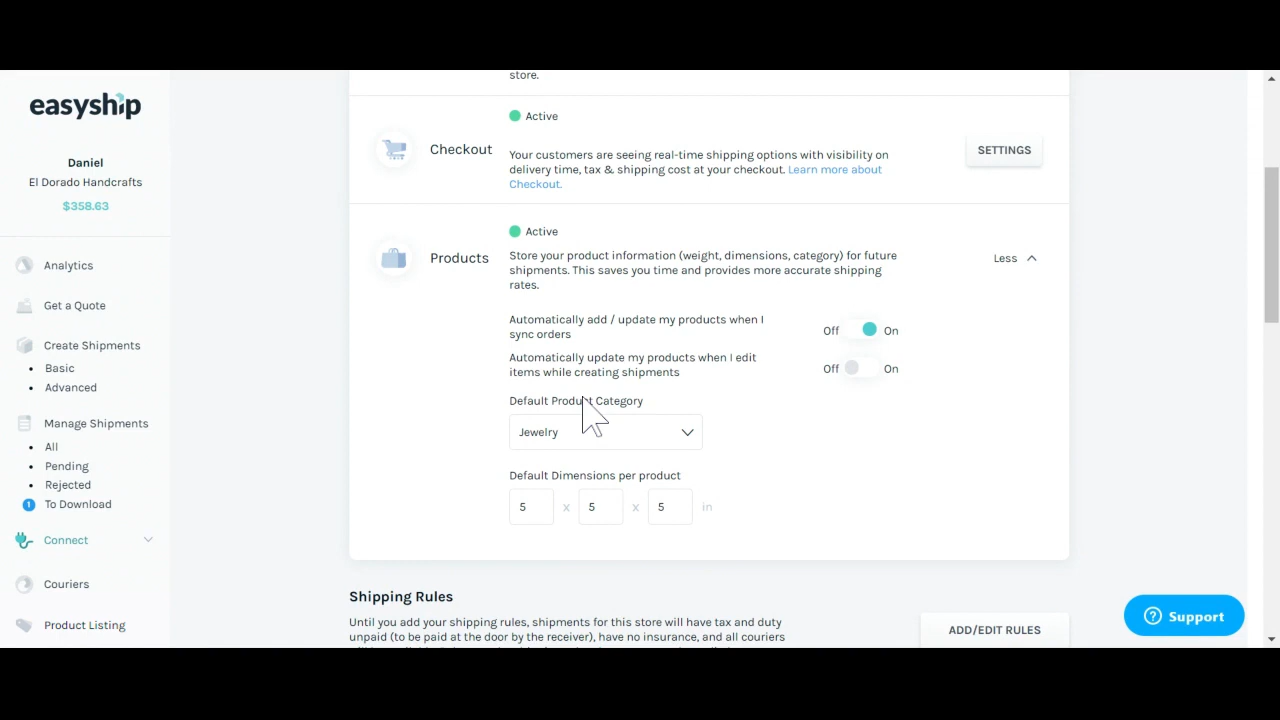 easyship
Daniel
El Dorado Handcrafts
$358.63
Analytics
Get a Quote
Create Shipments
Basic
Advanced
Manage Shipments
All
Pending
Rejected
1 To Download
Connect
Couriers
Product Listing
store.
Active
Checkout
Your customers are seeing real-time shipping options with visibility on
delivery time, tax & shipping cost at your checkout. Learn more about
Checkout.
SETTINGS
Active
Products
Store your product information (weight, dimensions, category) for future
shipments. This saves you time and provides more accurate shipping
rates.
Less
Automatically add / update my products when I
sync orders
Off On
Automatically update my products when I edit
items while creating shipments
Off On
Default Product Category
Jewelry
Default Dimensions per product
5 x 5 x 5 in
Shipping Rules
Until you add your shipping rules, shipments for this store will have tax and duty
unpaid (to be paid at the door by the receiver), have no insurance, and all couriers
ADD/EDIT RULES
? Support